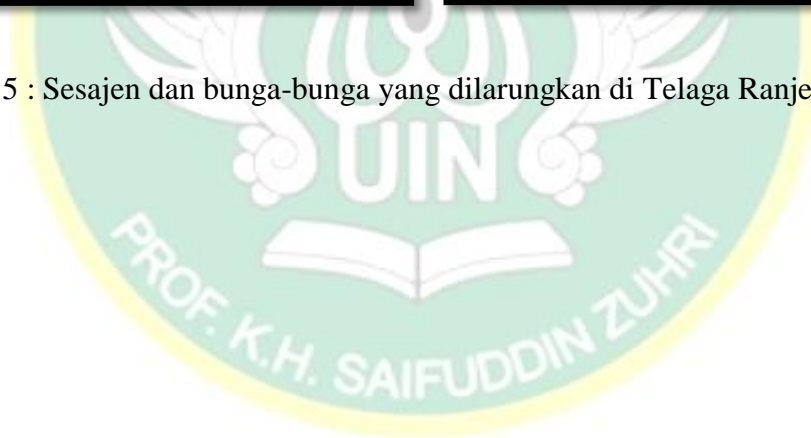 5 : Sesajen dan bunga-bunga yang dilarungkan di Telaga Ranje
UIN
PROF. K.H. SAIFUDDIN ZUHRI